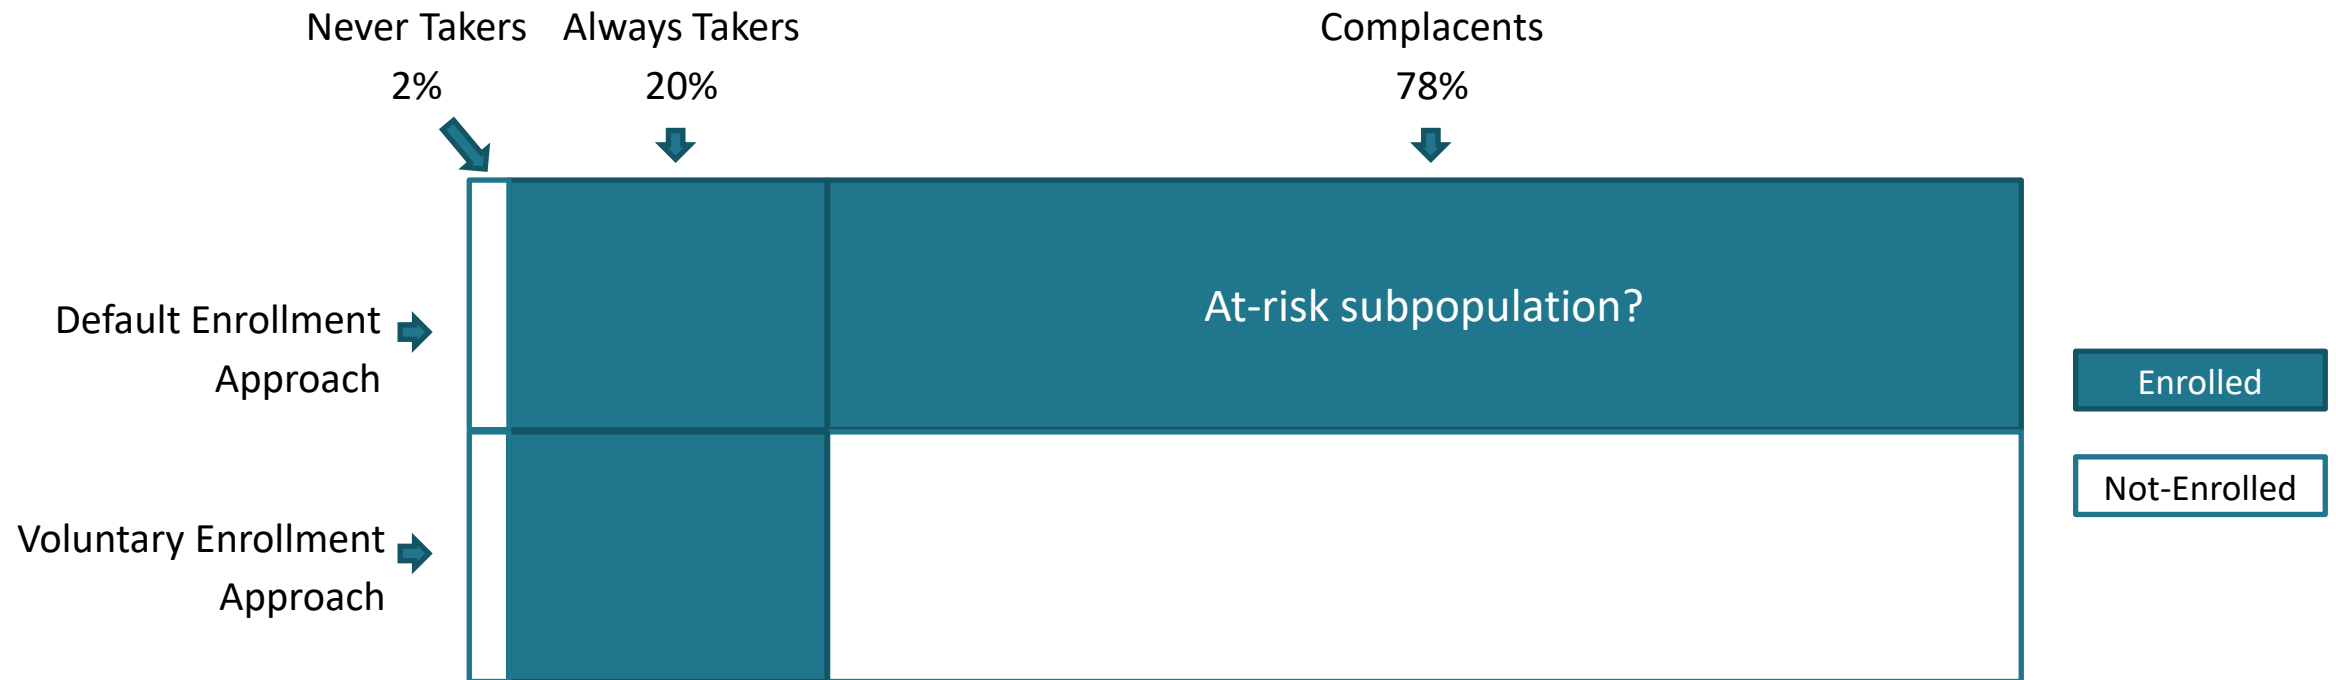 Never Takers
2%
Always Takers
20%
Complacents
78%
Default Enrollment
Approach
At-risk subpopulation?
Enrolled
Not-Enrolled
Voluntary Enrollment
Approach